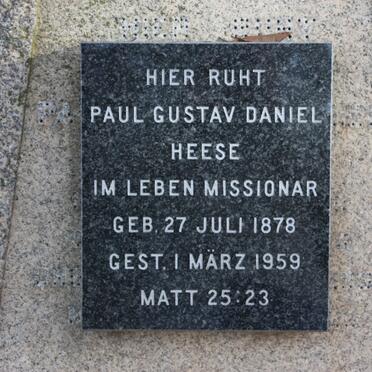 HIER RUHT
PAUL GUSTAV DANIEL
HEESE
IM LEBEN MISSIONAR
GEB. 27 JULI 1878
GEST. 1 MÄRZ 1959
MATT 25:23